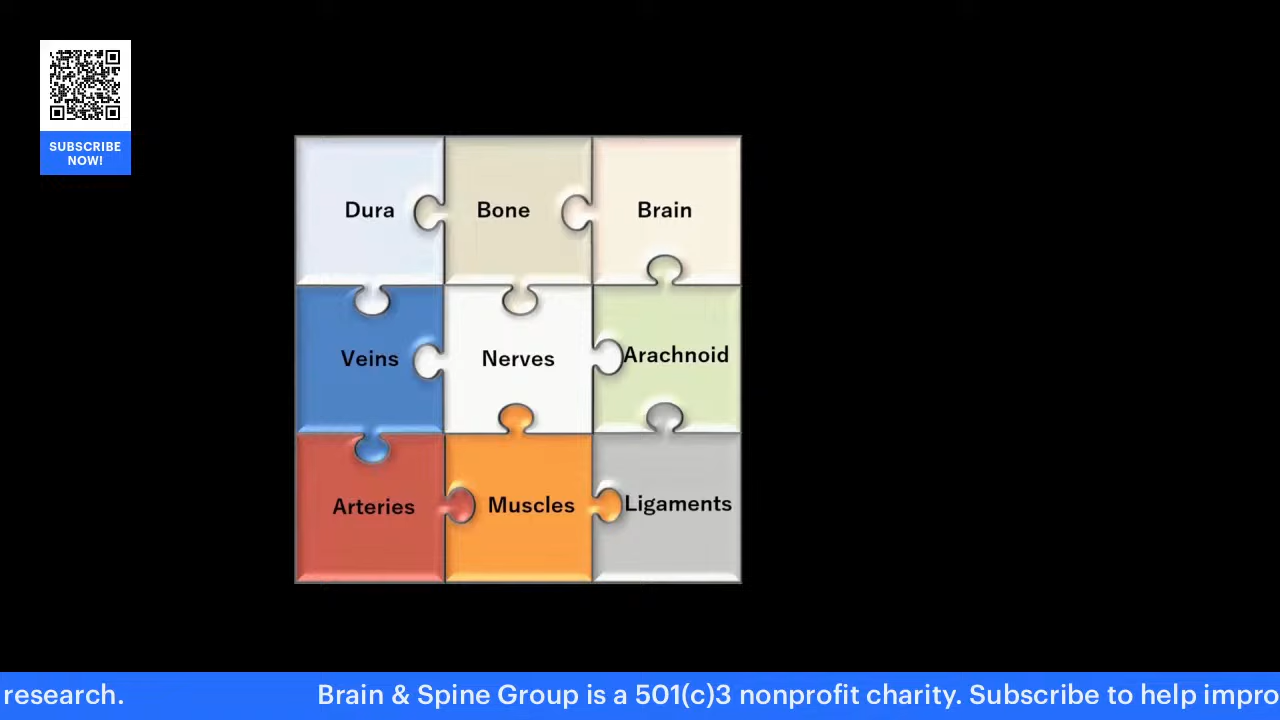 SUBSCRIBE
NOW!
Dura
Bone
Brain
Veins
Nerves
Arachnoid
Arteries
Muscles
Ligaments
research.
Brain & Spine Group is a 501(c)3 nonprofit charity. Subscribe to help impro